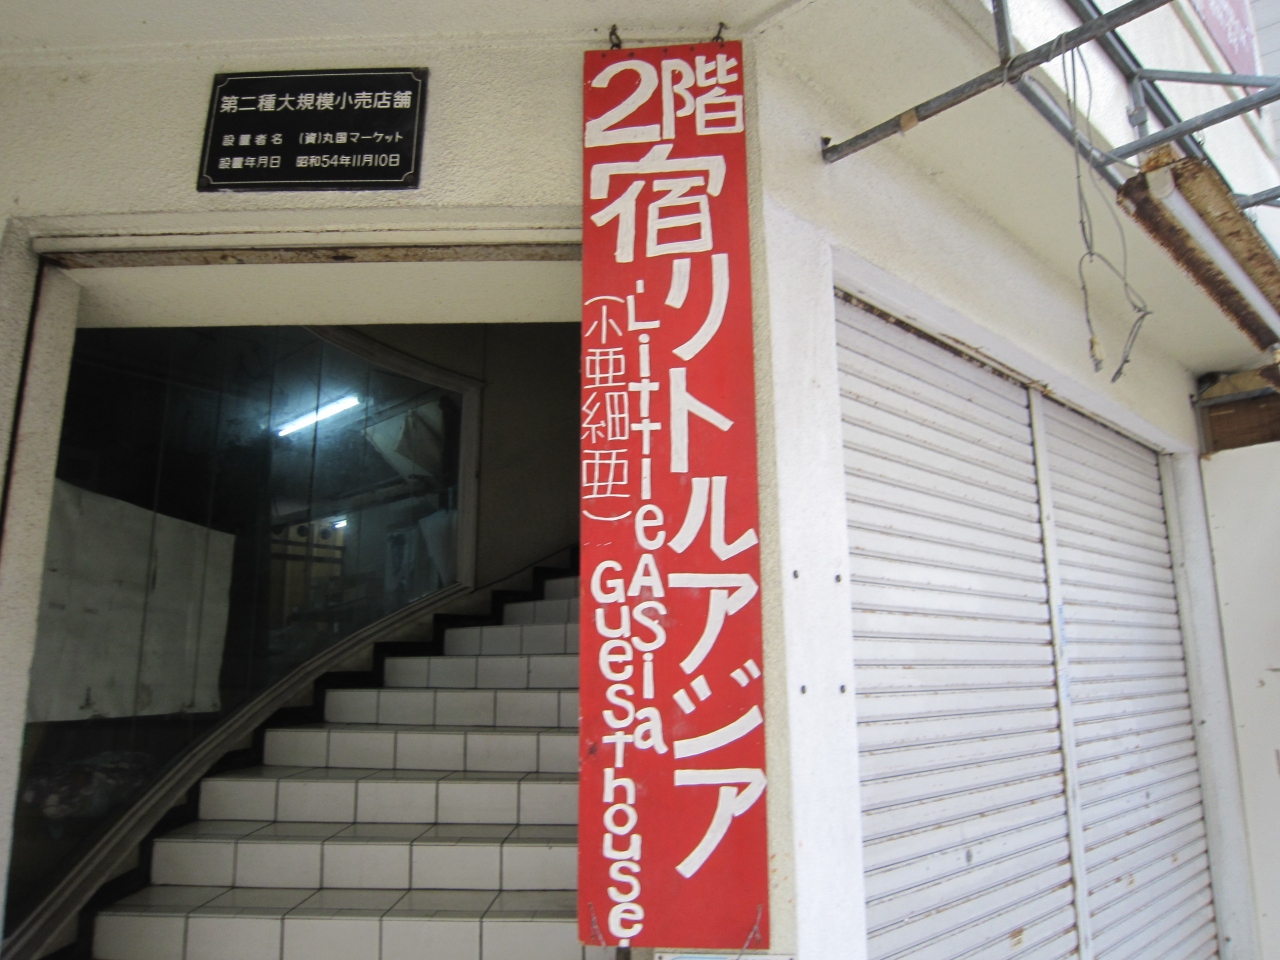 第二種大規模小売店舗
設置者名 (資)丸国マーケット
設置年月日 昭和54年11月10日
2階
宿リトルアジア
Little ASia
Guesthouse
(小亜細亜)